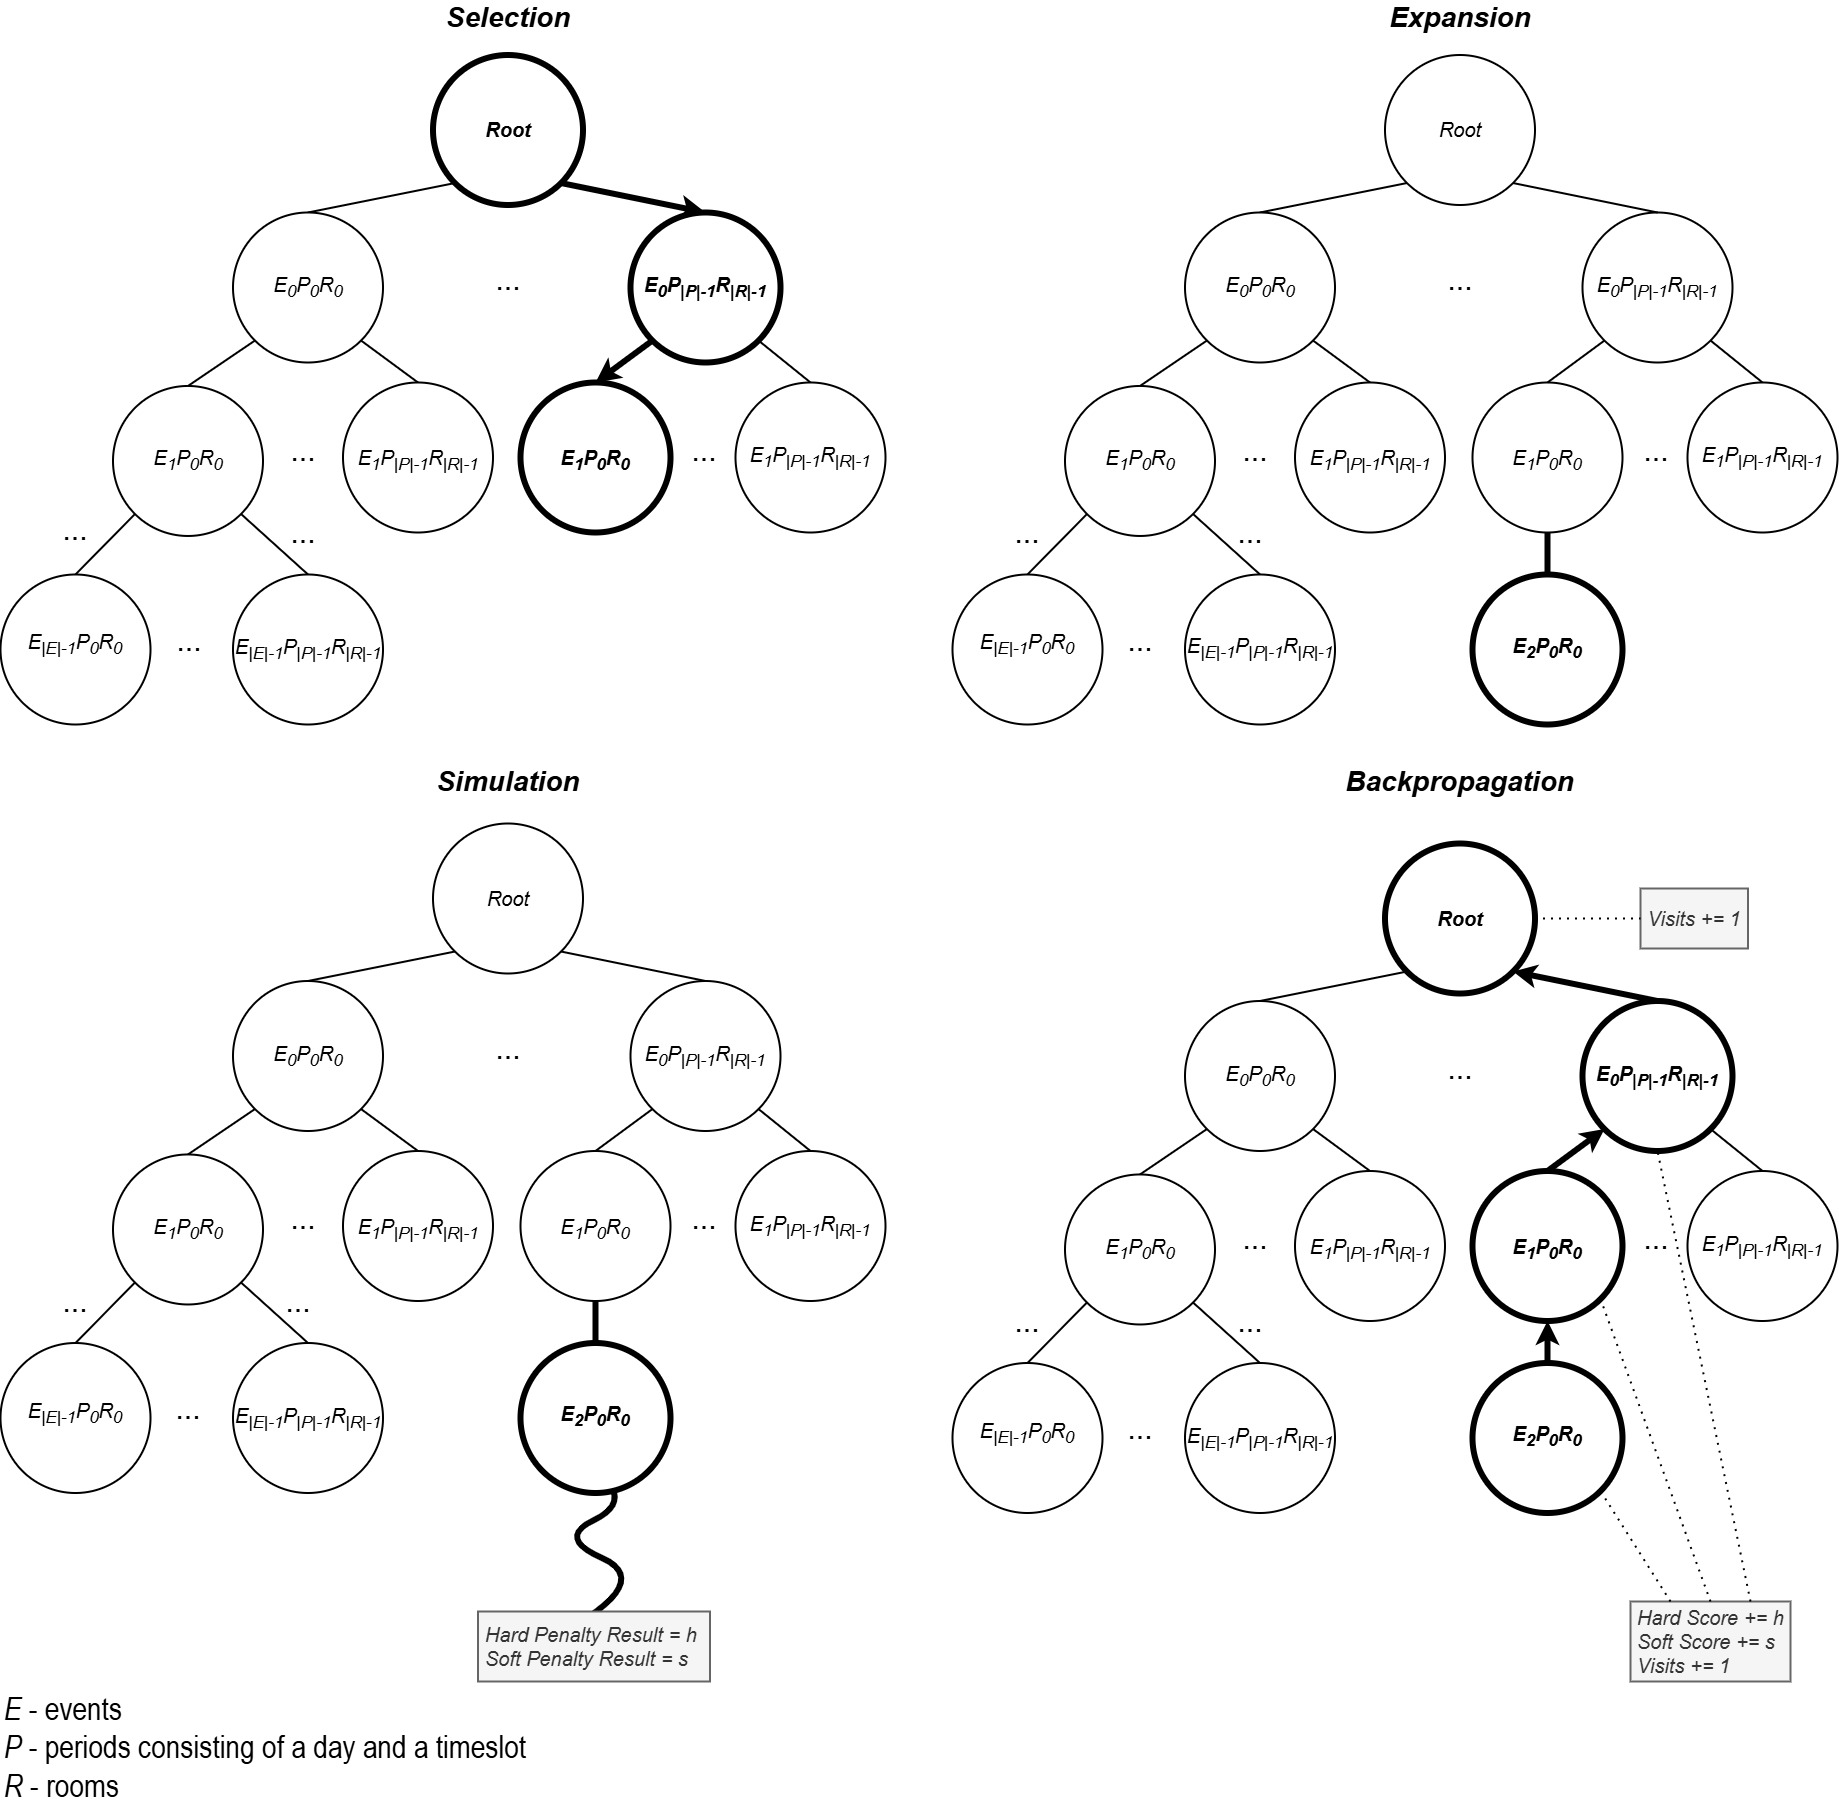 Selection
Root
E0P0R0
...
E0P|P|-1R|R|-1
E1P0R0
...
E1P|P|-1R|R|-1
E1P0R0
...
E1P|P|-1R|R|-1
...
...
E|E|-1P0R0
...
E|E|-1P|P|-1R|R|-1
Expansion
Root
E0P0R0
...
E0P|P|-1R|R|-1
E1P0R0
...
E1P|P|-1R|R|-1
E1P0R0
...
E1P|P|-1R|R|-1
...
...
E|E|-1P0R0
...
E|E|-1P|P|-1R|R|-1
E2P0R0
Simulation
Root
E0P0R0
...
E0P|P|-1R|R|-1
E1P0R0
...
E1P|P|-1R|R|-1
E1P0R0
...
E1P|P|-1R|R|-1
...
...
E|E|-1P0R0
...
E|E|-1P|P|-1R|R|-1
E2P0R0
Hard Penalty Result = h
Soft Penalty Result = s
Backpropagation
Root
Visits += 1
E0P0R0
...
E0P|P|-1R|R|-1
E1P0R0
...
E1P|P|-1R|R|-1
E1P0R0
...
E1P|P|-1R|R|-1
...
...
E|E|-1P0R0
...
E|E|-1P|P|-1R|R|-1
E2P0R0
Hard Score += h
Soft Score += s
Visits += 1
E - events
P - periods consisting of a day and a timeslot
R - rooms